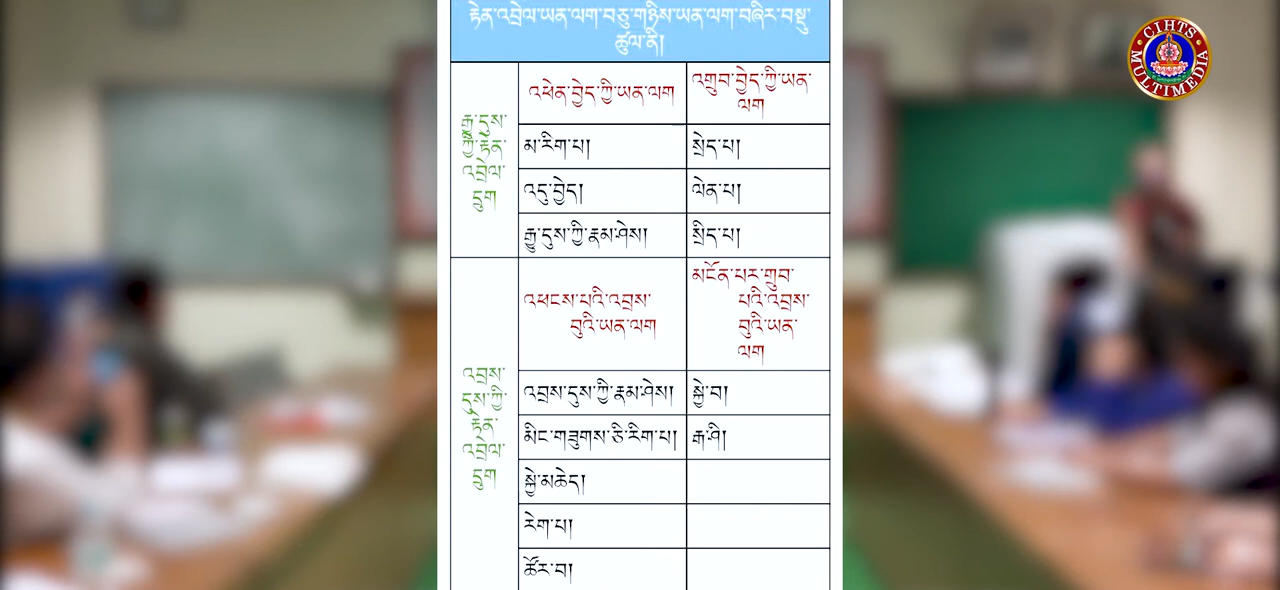 རྟེན་འབྲེལ་ཡན་ལག་བཅུ་གཉིས་ཡན་ལག་བཞིར་བསྡུ་
ཚུལ་ནི།
CIHTS
MULTIMEDIA
རྒྱུ་དུས་
ཀྱི་རྟེན་
འབྲེལ་
དྲུག
འཕེན་བྱེད་ཀྱི་ཡན་ལག
འགྲུབ་བྱེད་ཀྱི་ཡན་
ལག
མ་རིག་པ།
སྲེད་པ།
འདུ་བྱེད།
ལེན་པ།
རྒྱུ་དུས་ཀྱི་རྣམ་ཤེས།
སྲིད་པ།
འབྲས་
དུས་ཀྱི་
རྟེན་
འབྲེལ་
དྲུག
འཕངས་པའི་འབྲས་
བུའི་ཡན་ལག
མངོན་པར་གྲུབ་
པའི་འབྲས་
བུའི་ཡན་
ལག
འབྲས་དུས་ཀྱི་རྣམ་ཤེས།
སྐྱེ་བ།
མིང་གཟུགས་ཅི་རིག་པ།
རྒ་ཤི།
སྐྱེ་མཆེད།
རེག་པ།
ཚོར་བ།